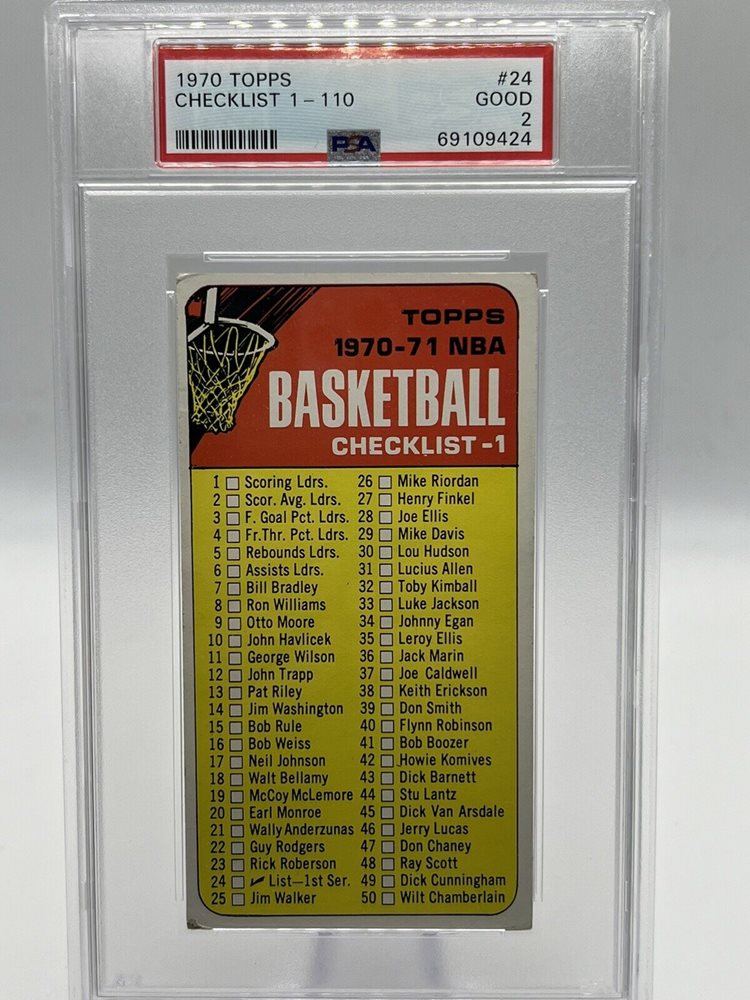 1970 TOPPS #24
CHECKLIST 1 - 110 GOOD
2
PSA 69109424
TOPPS
1970-71 NBA
BASKETBALL
CHECKLIST-1
1 Scoring Ldrs. 26 Mike Riordan
2 Scor. Avg. Ldrs. 27 Henry Finkel
3 F. Goal Pct. Ldrs. 28 Joe Ellis
4 Fr.Thr. Pct. Ldrs. 29 Mike Davis
5 Rebounds Ldrs. 30 Lou Hudson
6 Assists Ldrs. 31 Lucius Allen
7 Bill Bradley 32 Toby Kimball
8 Ron Williams 33 Luke Jackson
9 Otto Moore 34 Johnny Egan
10 John Havlicek 35 Leroy Ellis
11 George Wilson 36 Jack Marin
12 John Trapp 37 Joe Caldwell
13 Pat Riley 38 Keith Erickson
14 Jim Washington 39 Don Smith
15 Bob Rule 40 Flynn Robinson
16 Bob Weiss 41 Bob Boozer
17 Neil Johnson 42 Howie Komives
18 Walt Bellamy 43 Dick Barnett
19 McCoy McLemore 44 Stu Lantz
20 Earl Monroe 45 Dick Van Arsdale
21 Wally Anderzunas 46 Jerry Lucas
22 Guy Rodgers 47 Don Chaney
23 Rick Roberson 48 Ray Scott
24 List—1st Ser. 49 Dick Cunningham
25 Jim Walker 50 Wilt Chamberlain